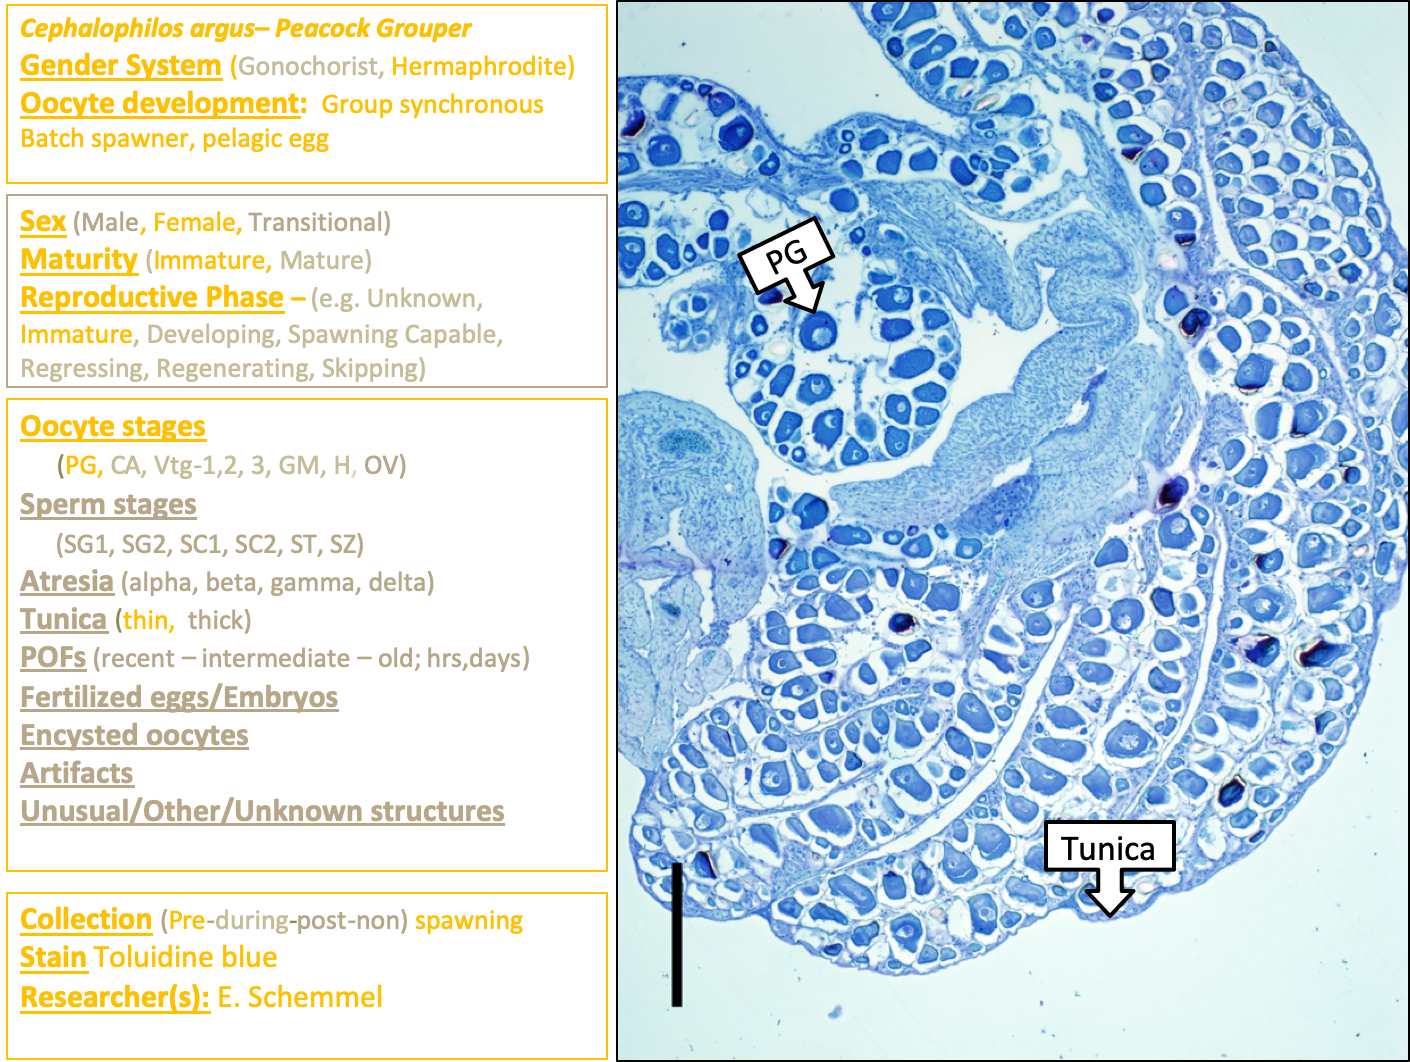 Cephalophilos argus– Peacock Grouper
Gender System (Gonochorist, Hermaphrodite)
Oocyte development: Group synchronous
Batch spawner, pelagic egg
Sex (Male, Female, Transitional)
Maturity (Immature, Mature)
Reproductive Phase – (e.g. Unknown,
Immature, Developing, Spawning Capable,
Regressing, Regenerating, Skipping)
Oocyte stages
(PG, CA, Vtg-1,2, 3, GM, H, OV)
Sperm stages
(SG1, SG2, SC1, SC2, ST, SZ)
Atresia (alpha, beta, gamma, delta)
Tunica (thin, thick)
POFs (recent – intermediate – old; hrs,days)
Fertilized eggs/Embryos
Encysted oocytes
Artifacts
Unusual/Other/Unknown structures
Collection (Pre-during-post-non) spawning
Stain Toluidine blue
Researcher(s): E. Schemmel
PG
Tunica